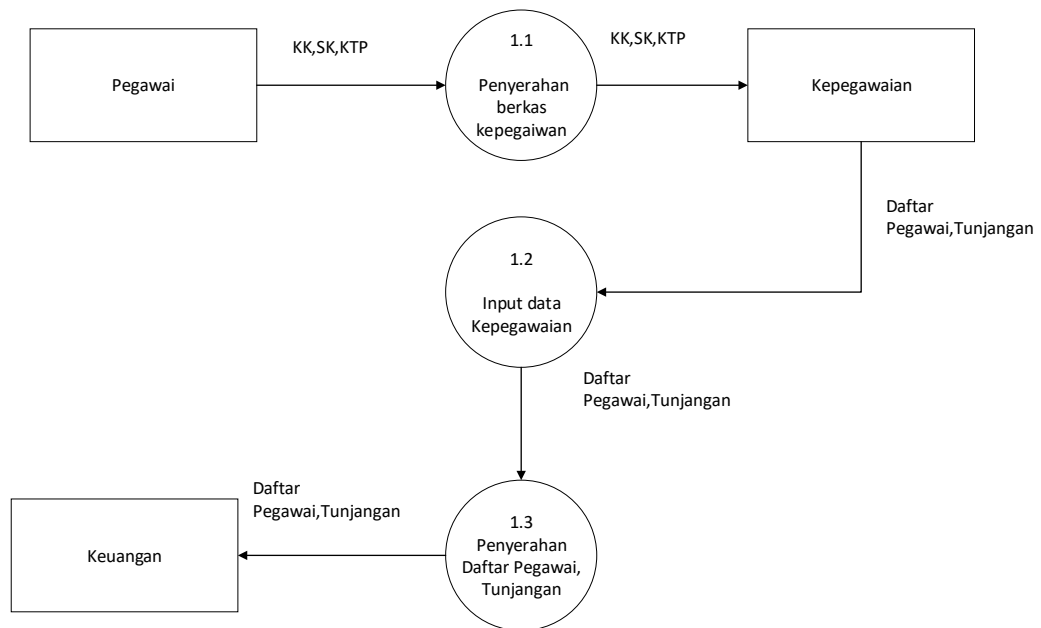 Pegawai
KK,SK,KTP
1.1
Penyerahan
berkas
kepegaiwan
KK,SK,KTP
Kepegawaian
Daftar
Pegawai,Tunjangan
1.2
Input data
Kepegawaian
Daftar
Pegawai,Tunjangan
1.3
Penyerahan
Daftar Pegawai,
Tunjangan
Daftar
Pegawai,Tunjangan
Keuangan